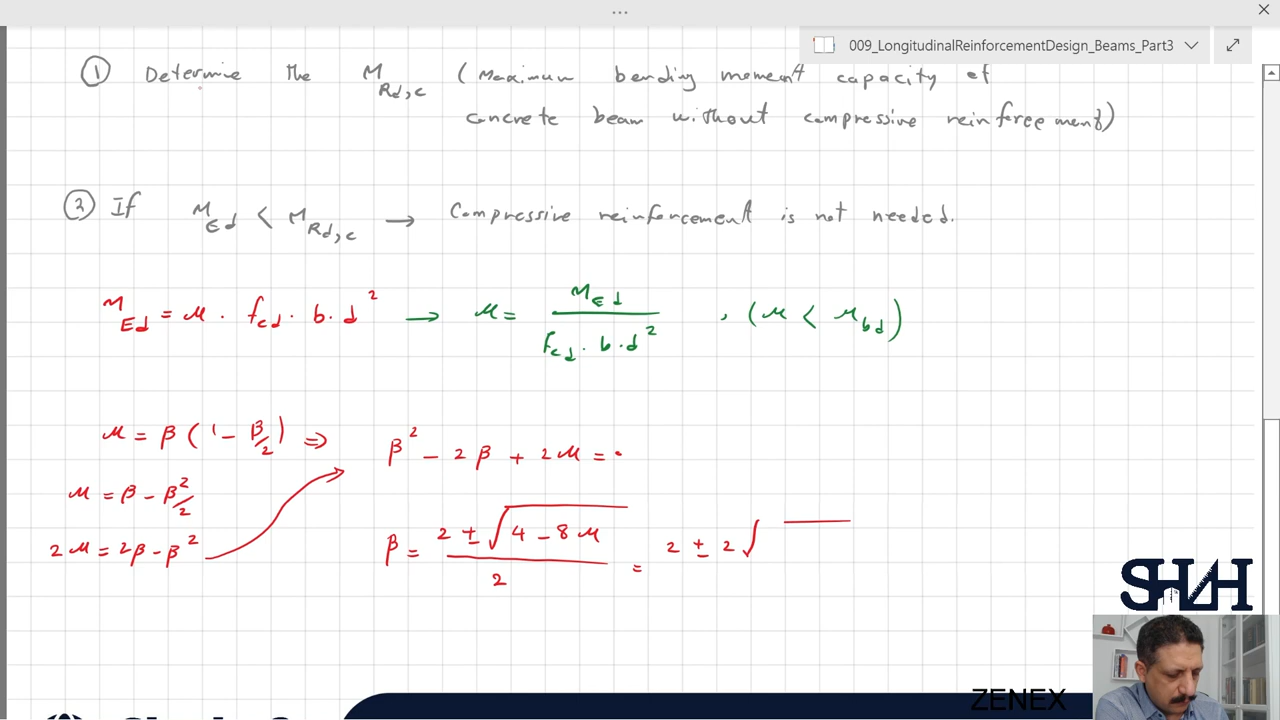 009_LongitudinalReinforcementDesign_Beams_Part3
① Determine the M_Rd,c (Maximum bending moment capacity of
concrete beam without compressive reinforcement)
② If M_Ed < M_Rd,c → Compressive reinforcement is not needed.
M_Ed = μ · f_cd · b · d² → μ = M_Ed / (f_cd · b · d²) , (μ < μ_bd)
μ = β (1 − β/2) ⇒ β² − 2β + 2μ = 0
μ = β − β²/2
2μ = 2β − β²
β = (2 ± √(4 − 8μ)) / 2 = 2 ± 2√
ZENEX